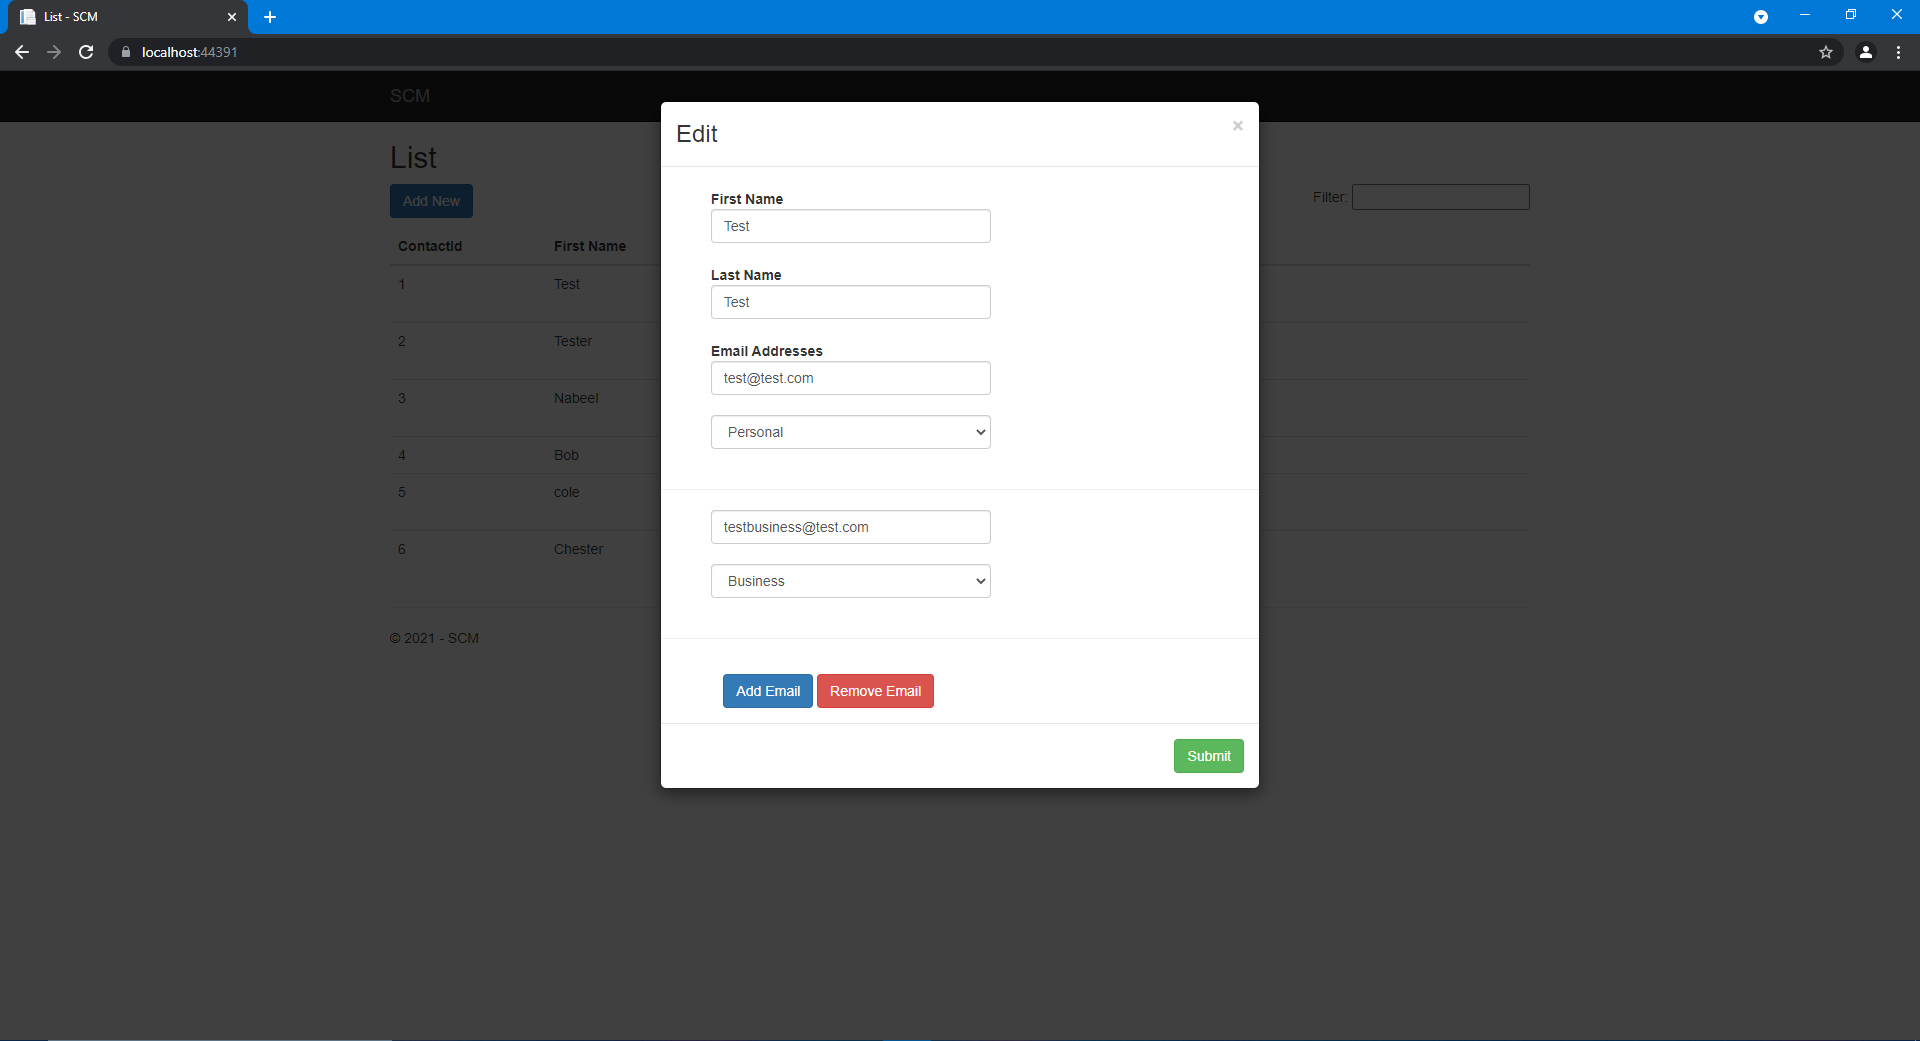 List - SCM
localhost:44391
SCM
List
Add New
Filter:
ContactId First Name
1 Test
2 Tester
3 Nabeel
4 Bob
5 cole
6 Chester
© 2021 - SCM
Edit
×
First Name
Test
Last Name
Test
Email Addresses
test@test.com
Personal
testbusiness@test.com
Business
Add Email Remove Email
Submit